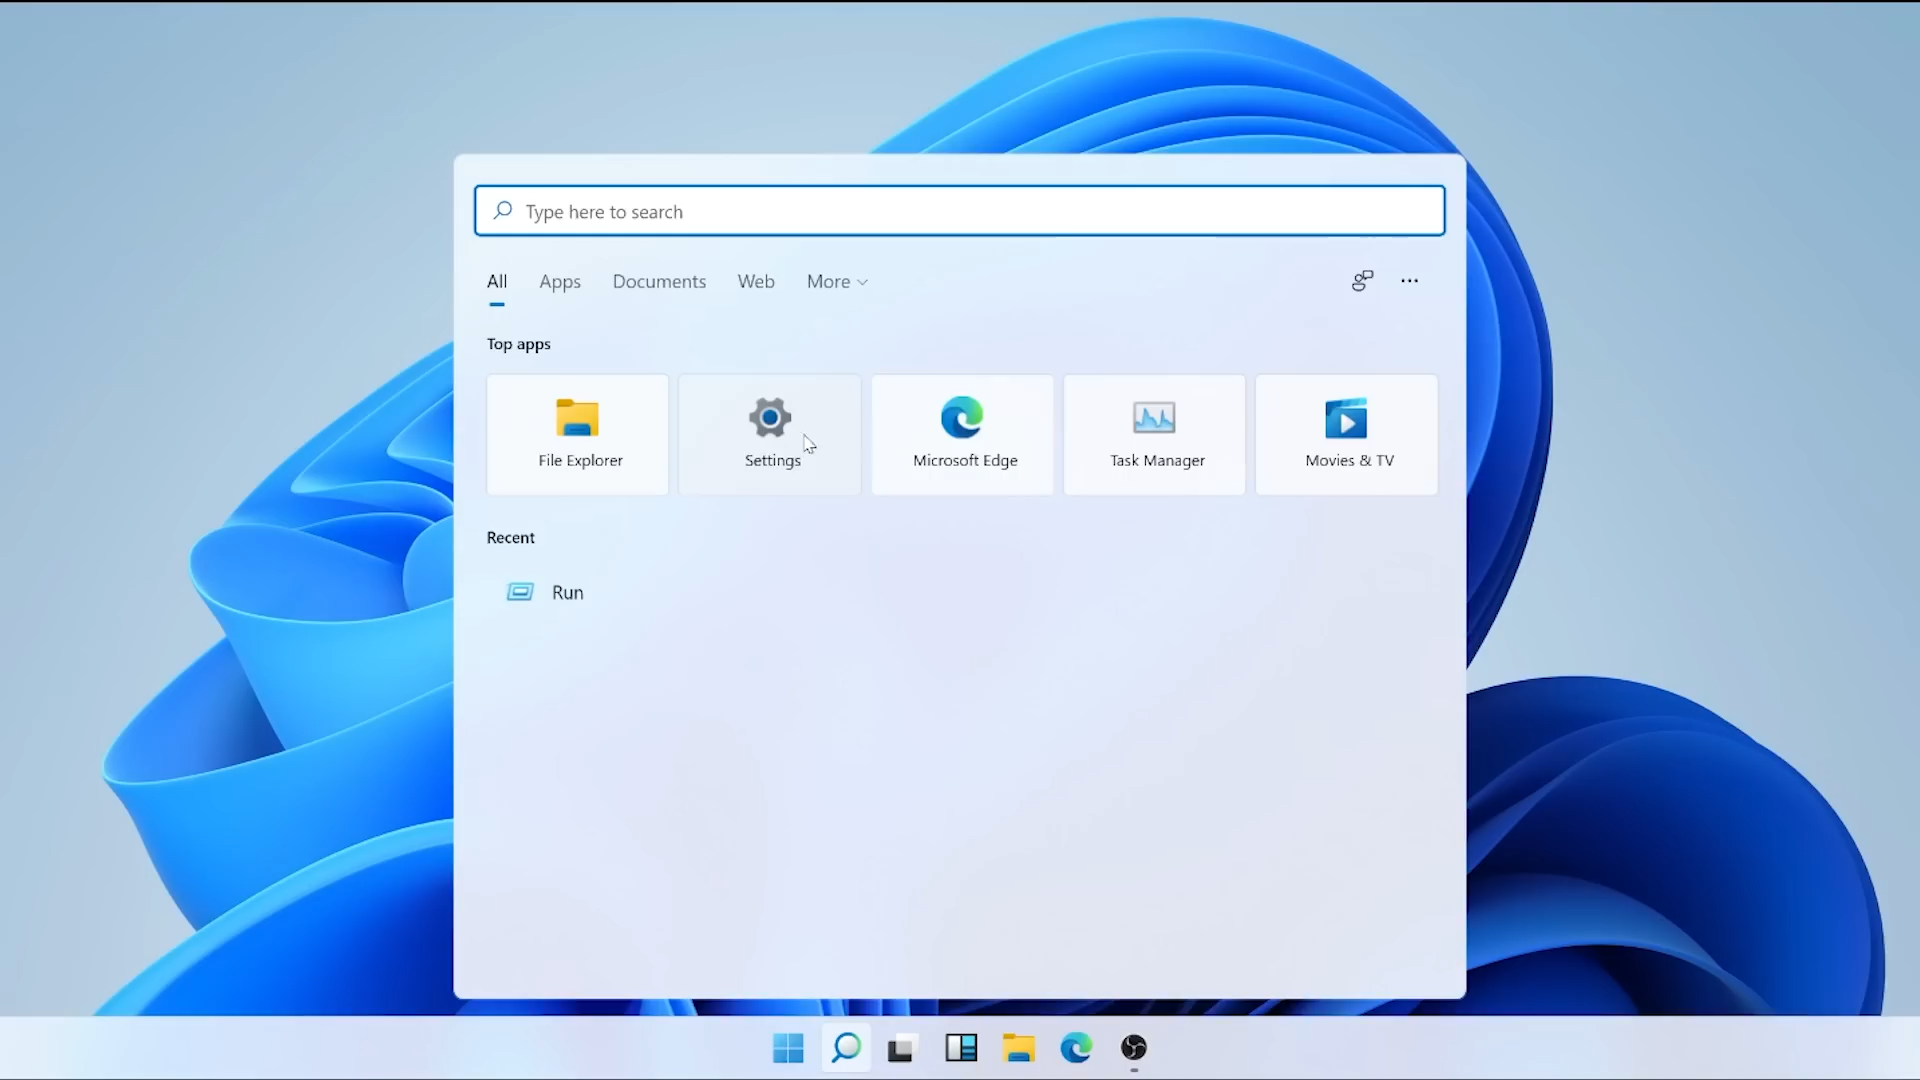 Type here to search
All Apps Documents Web More
Top apps
File Explorer Settings Microsoft Edge Task Manager Movies & TV
Recent
Run